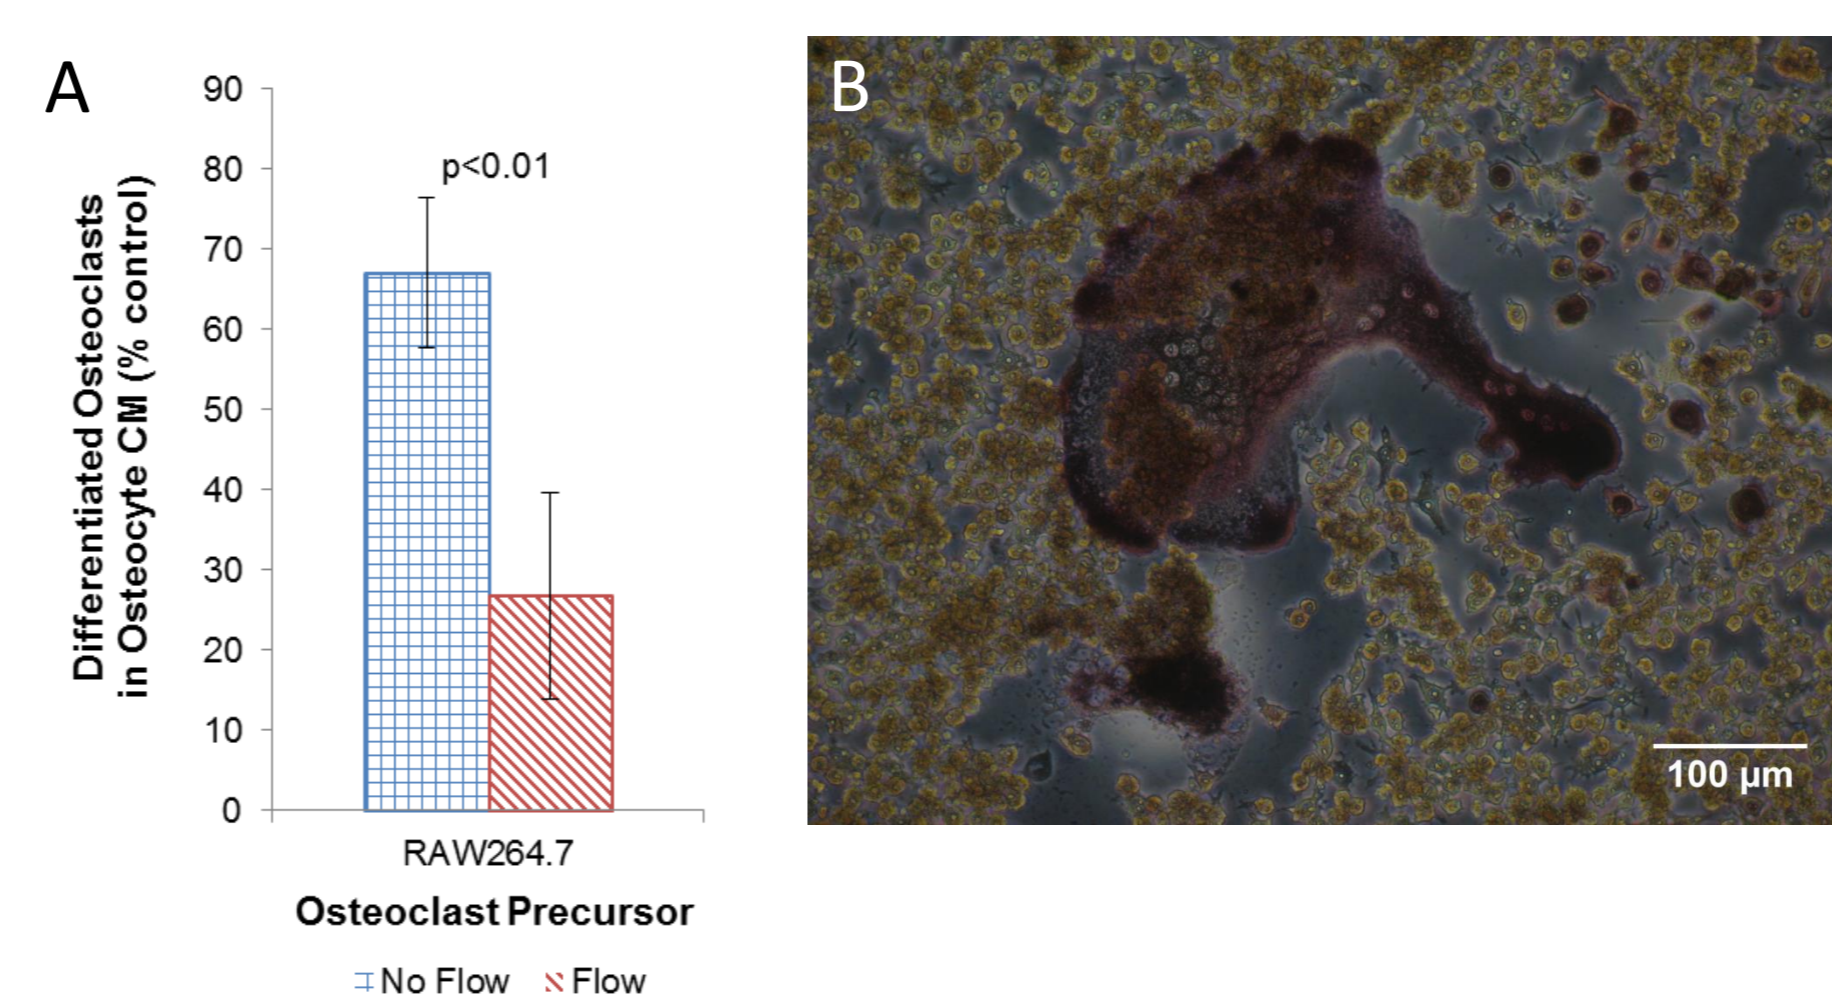 A
90
80
70
60
50
40
30
20
10
0
Differentiated Osteoclasts
in Osteocyte CM (% control)
p<0.01
RAW264.7
Osteoclast Precursor
No Flow
Flow
B
100 µm